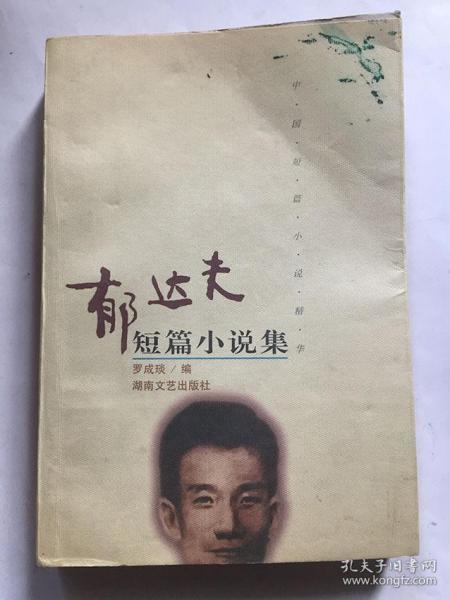 中·国·短·篇·小·说·精·华
郁达夫
短篇小说集
罗成琰/编
湖南文艺出版社
孔夫子旧书网
www.kongfz.com